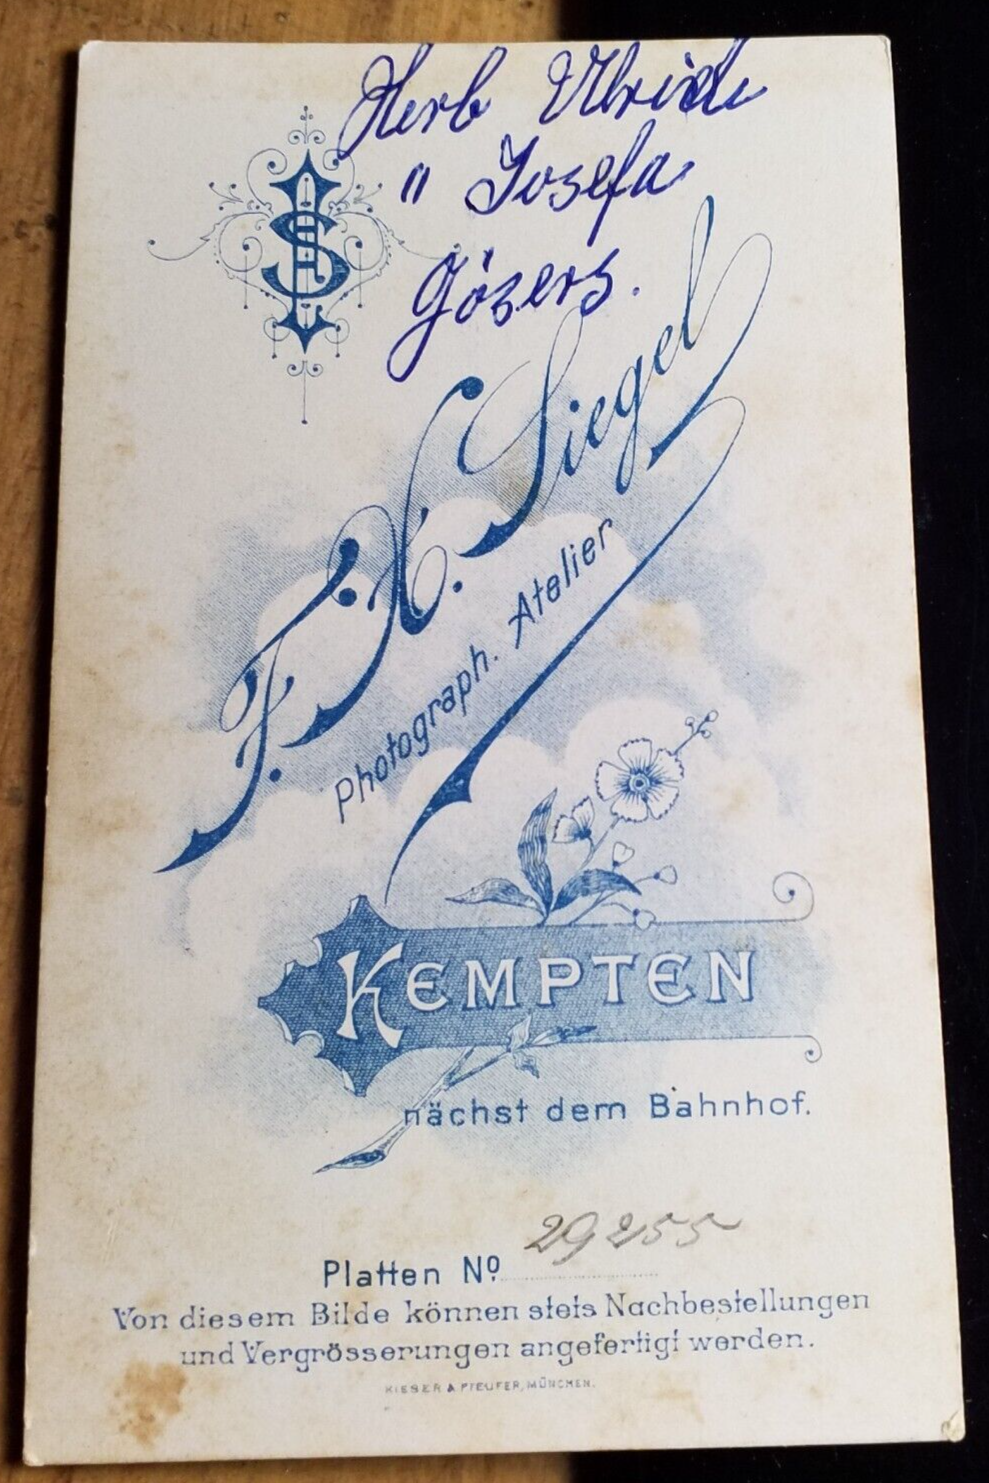 Herb Ulrich
" Josefa
Gösers.
F. X. Siegel
Photograph. Atelier
KEMPTEN
nächst dem Bahnhof.
29255
Platten Nº
Von diesem Bilde können stets Nachbestellungen
und Vergrösserungen angefertigt werden.
KIESER & PFEUFER, MÜNCHEN.